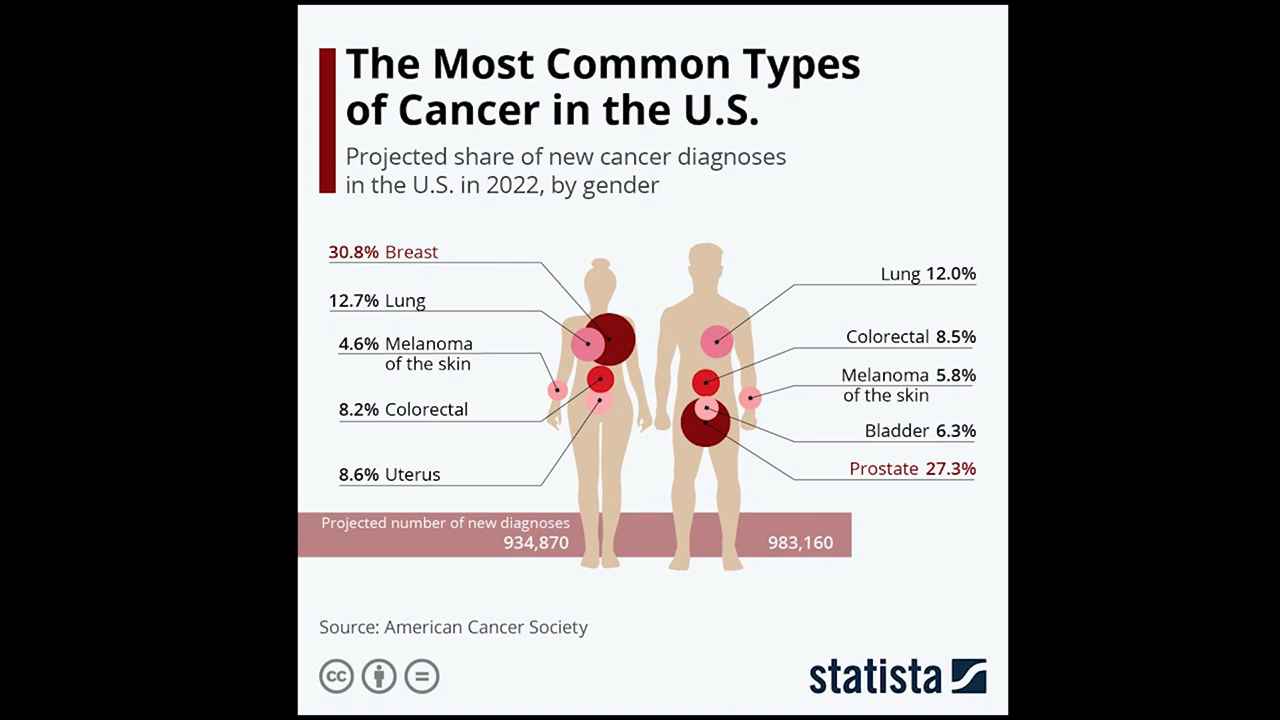 The Most Common Types
of Cancer in the U.S.
Projected share of new cancer diagnoses
in the U.S. in 2022, by gender
30.8% Breast
12.7% Lung
4.6% Melanoma
of the skin
8.2% Colorectal
8.6% Uterus
Lung 12.0%
Colorectal 8.5%
Melanoma 5.8%
of the skin
Bladder 6.3%
Prostate 27.3%
Projected number of new diagnoses
934,870
983,160
Source: American Cancer Society
cc
statista